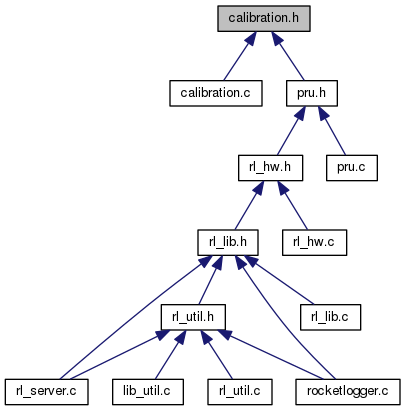 calibration.h
calibration.c
pru.h
rl_hw.h
pru.c
rl_lib.h
rl_hw.c
rl_util.h
rl_lib.c
rl_server.c
lib_util.c
rl_util.c
rocketlogger.c